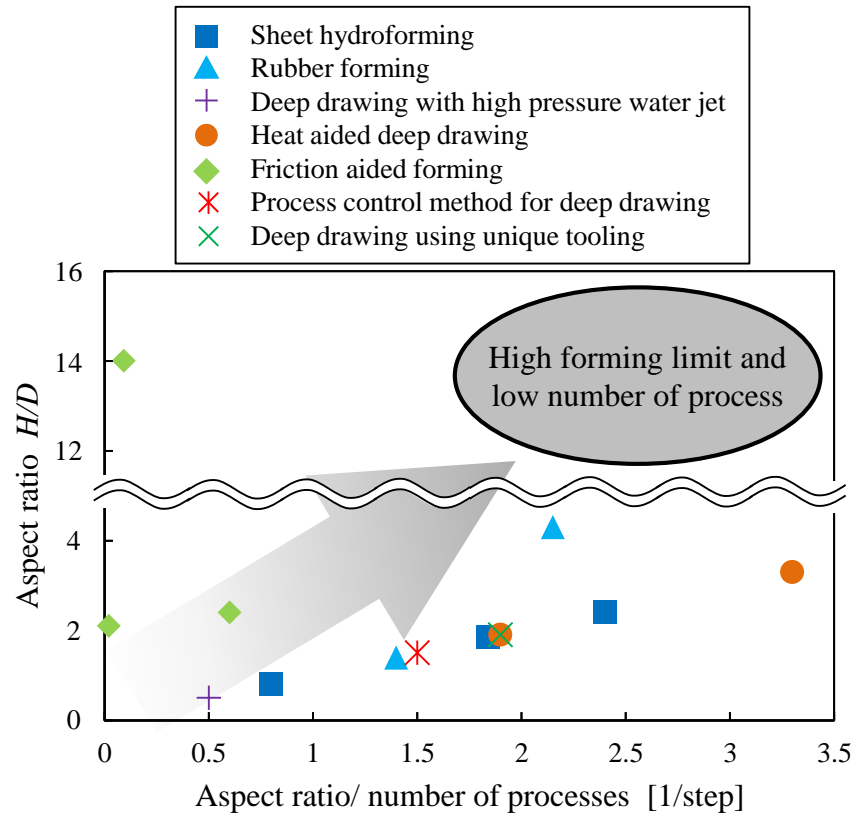 Sheet hydroforming
Rubber forming
Deep drawing with high pressure water jet
Heat aided deep drawing
Friction aided forming
Process control method for deep drawing
Deep drawing using unique tooling
16
14
12
4
2
0
Aspect ratio H/D
High forming limit and
low number of process
0
0.5
1
1.5
2
2.5
3
3.5
Aspect ratio/ number of processes [1/step]